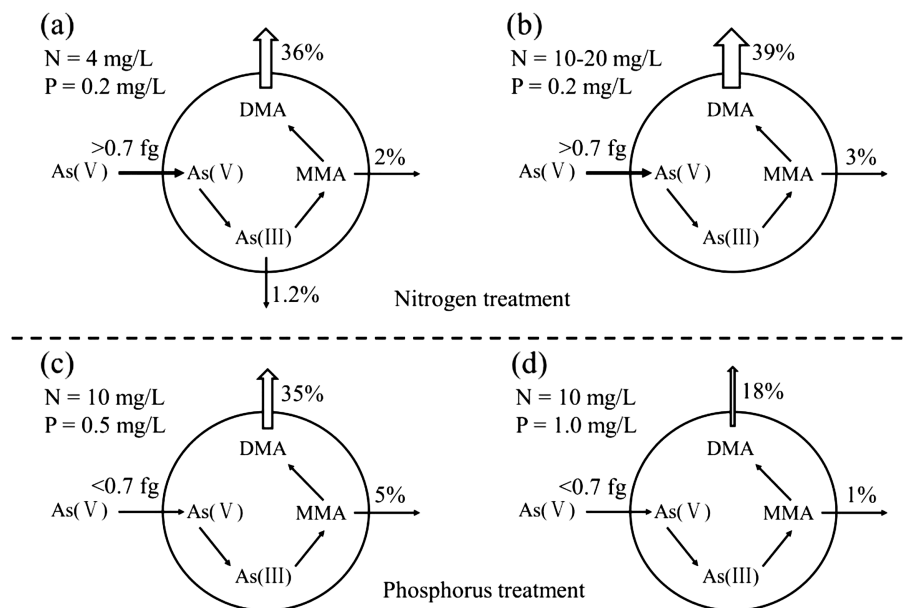 (a)
N = 4 mg/L
P = 0.2 mg/L
36%
DMA
>0.7 fg
As(Ⅴ)
As(Ⅴ)
MMA
2%
As(Ⅲ)
1.2%
(b)
N = 10-20 mg/L
P = 0.2 mg/L
39%
DMA
>0.7 fg
As(Ⅴ)
As(Ⅴ)
MMA
3%
As(Ⅲ)
Nitrogen treatment
(c)
N = 10 mg/L
P = 0.5 mg/L
35%
DMA
<0.7 fg
As(Ⅴ)
As(Ⅴ)
MMA
5%
As(Ⅲ)
(d)
N = 10 mg/L
P = 1.0 mg/L
18%
DMA
<0.7 fg
As(Ⅴ)
As(Ⅴ)
MMA
1%
As(Ⅲ)
Phosphorus treatment